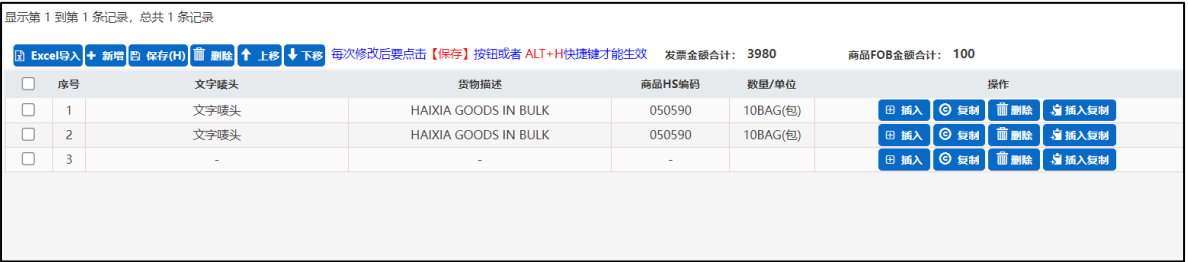 显示第 1 到第 1 条记录，总共 1 条记录
Excel导入 新增 保存(H) 删除 上移 下移 每次修改后要点击【保存】按钮或者 ALT+H快捷键才能生效 发票金额合计： 3980 商品FOB金额合计： 100
序号 文字唛头 货物描述 商品HS编码 数量/单位 操作
1 文字唛头 HAIXIA GOODS IN BULK 050590 10BAG(包) 插入 复制 删除 插入复制
2 文字唛头 HAIXIA GOODS IN BULK 050590 10BAG(包) 插入 复制 删除 插入复制
3 - - - 插入 复制 删除 插入复制